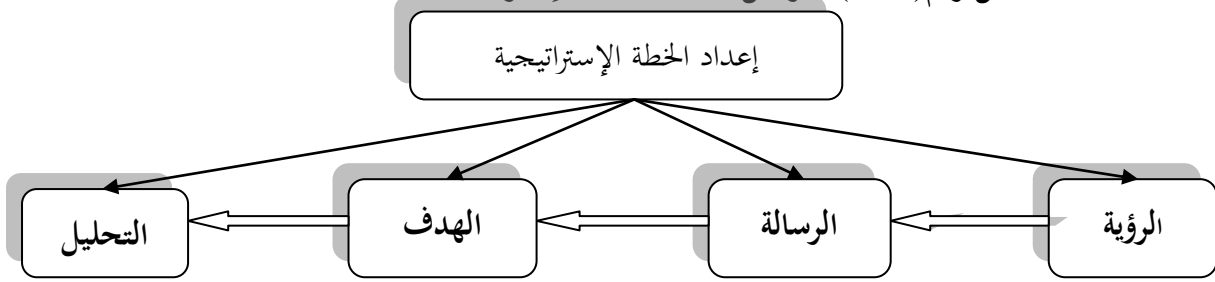 إعداد الخطة الإستراتيجية
الرؤية
الرسالة
الهدف
التحليل